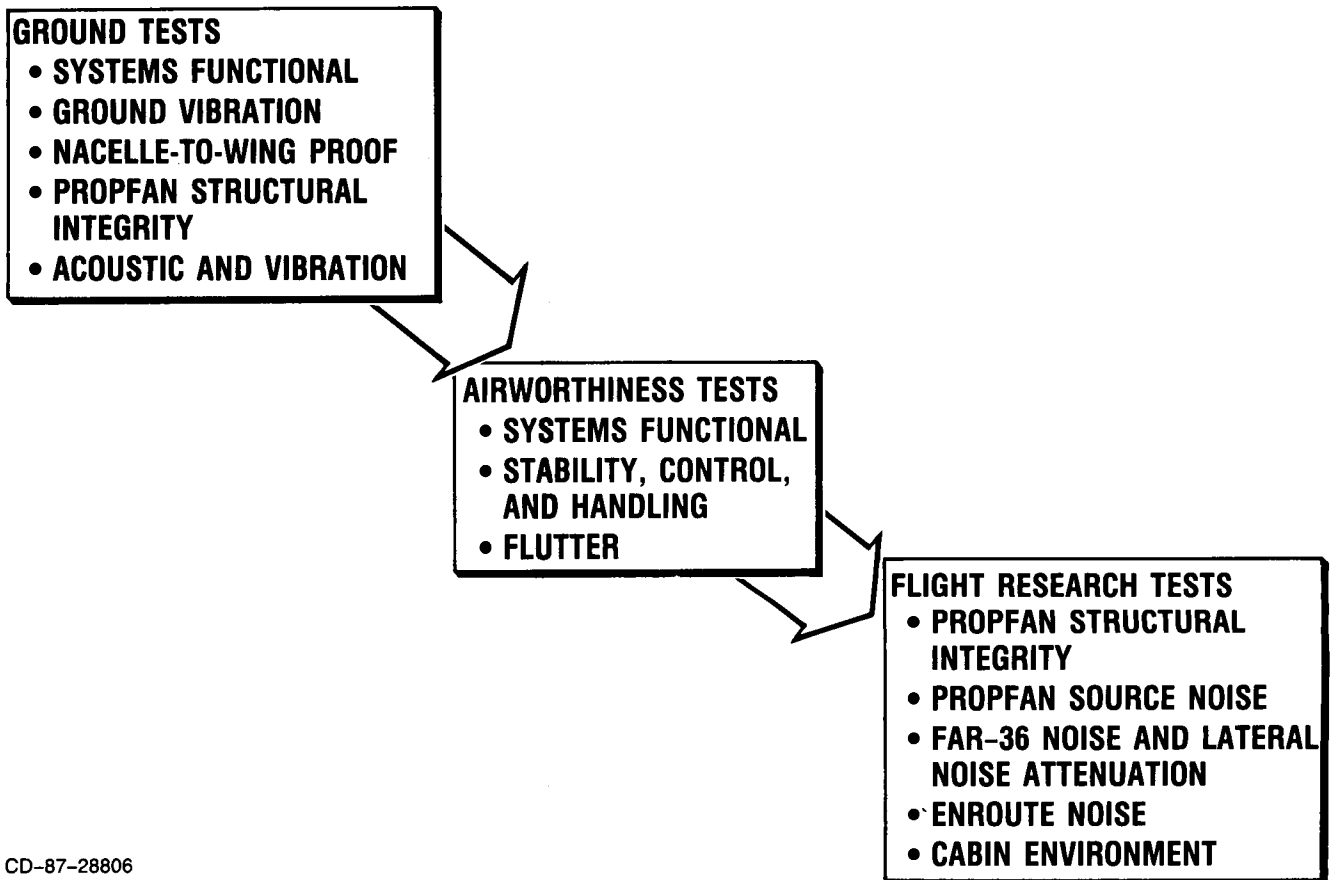 GROUND TESTS
• SYSTEMS FUNCTIONAL
• GROUND VIBRATION
• NACELLE-TO-WING PROOF
• PROPFAN STRUCTURAL
INTEGRITY
• ACOUSTIC AND VIBRATION
AIRWORTHINESS TESTS
• SYSTEMS FUNCTIONAL
• STABILITY, CONTROL,
AND HANDLING
• FLUTTER
FLIGHT RESEARCH TESTS
• PROPFAN STRUCTURAL
INTEGRITY
• PROPFAN SOURCE NOISE
• FAR-36 NOISE AND LATERAL
NOISE ATTENUATION
• ENROUTE NOISE
• CABIN ENVIRONMENT
CD-87-28806